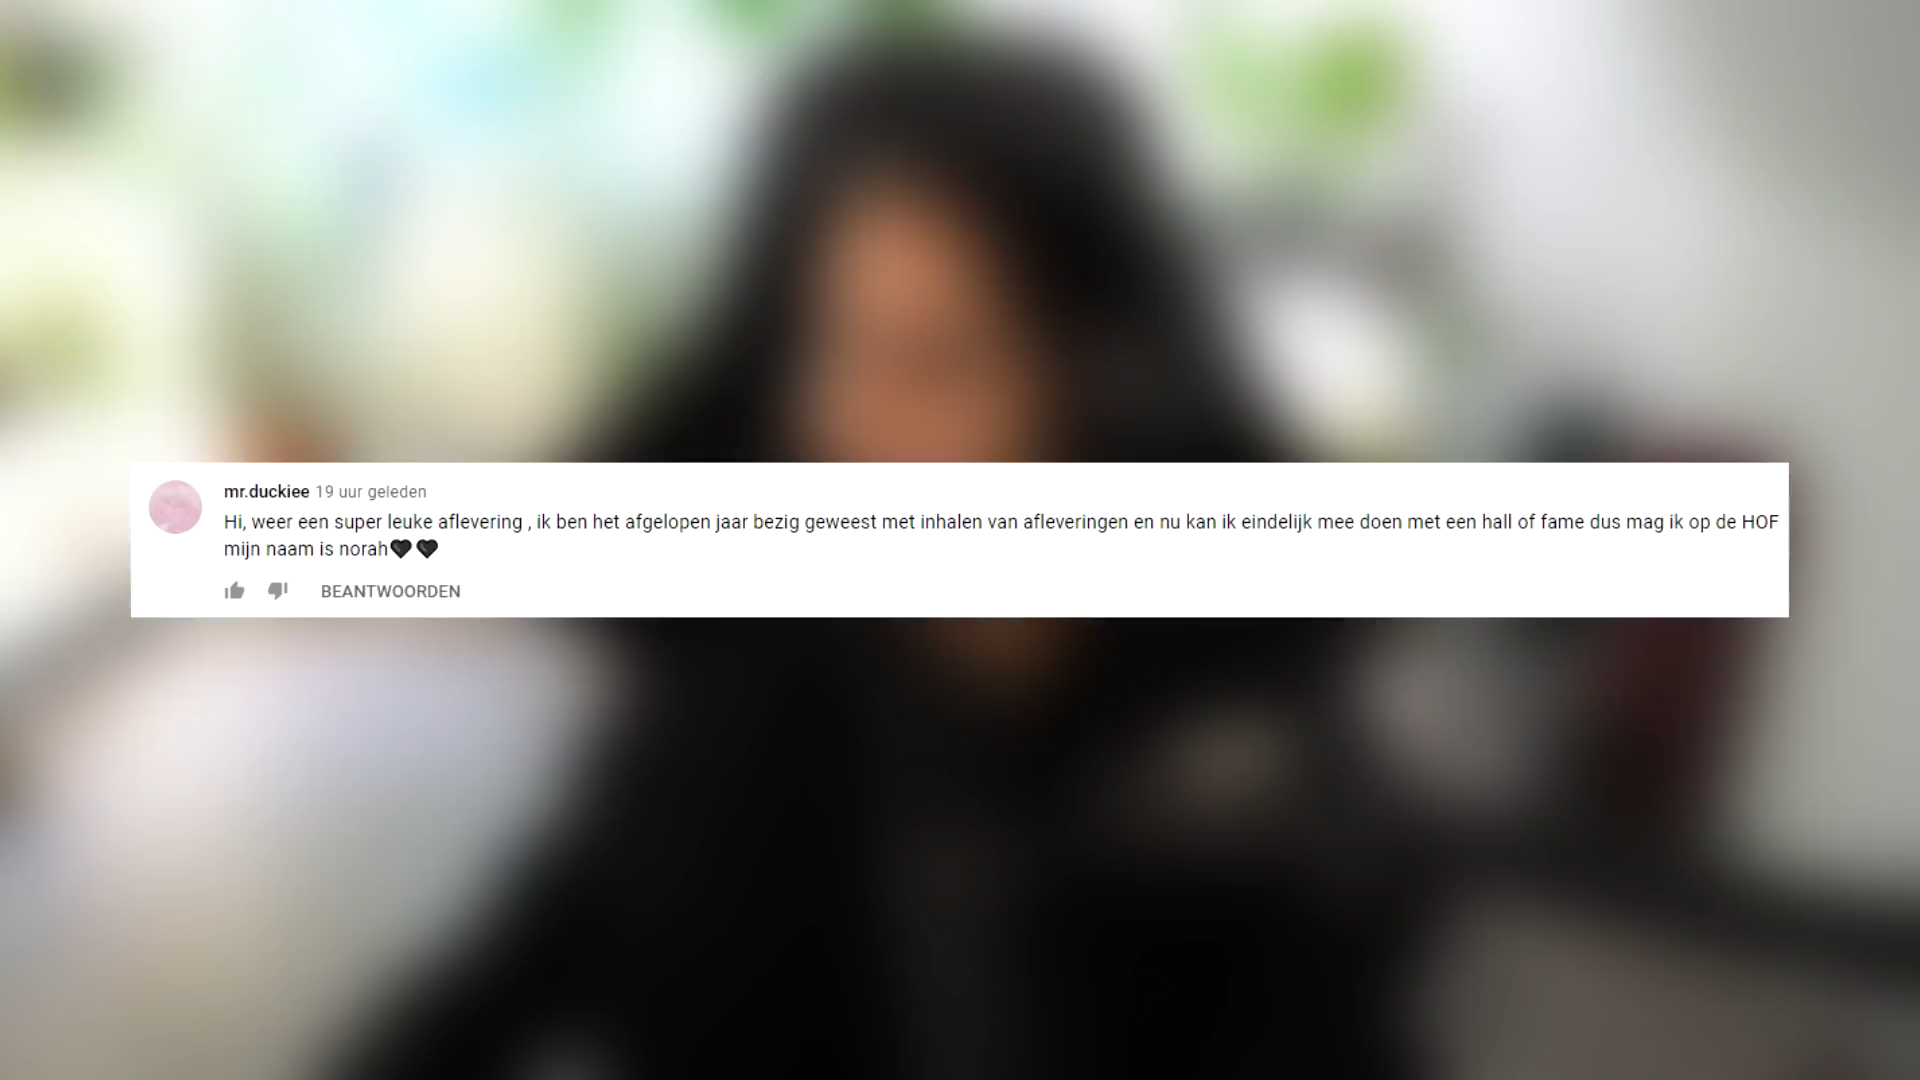 mr.duckiee 19 uur geleden
Hi, weer een super leuke aflevering , ik ben het afgelopen jaar bezig geweest met inhalen van afleveringen en nu kan ik eindelijk mee doen met een hall of fame dus mag ik op de HOF
mijn naam is norah🖤🖤
BEANTWOORDEN